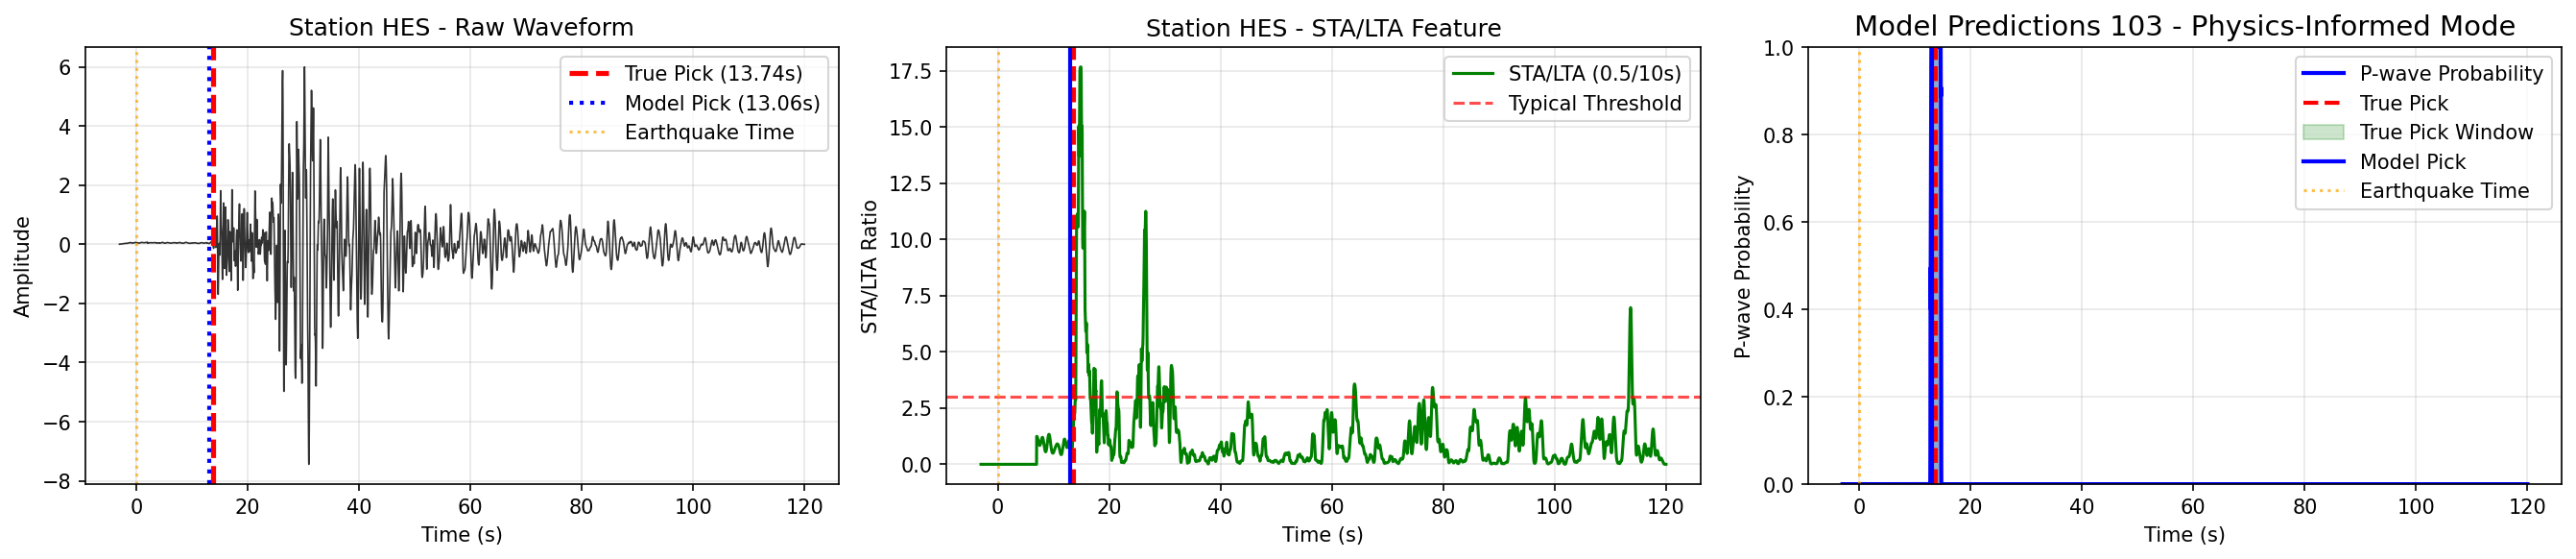 Station HES - Raw Waveform
Amplitude
6
4
2
0
−2
−4
−6
−8
True Pick (13.74s)
Model Pick (13.06s)
Earthquake Time
0 20 40 60 80 100 120
Time (s)
Station HES - STA/LTA Feature
STA/LTA Ratio
17.5
15.0
12.5
10.0
7.5
5.0
2.5
0.0
STA/LTA (0.5/10s)
Typical Threshold
0 20 40 60 80 100 120
Time (s)
Model Predictions 103 - Physics-Informed Mode
P-wave Probability
1.0
0.8
0.6
0.4
0.2
0.0
P-wave Probability
True Pick
True Pick Window
Model Pick
Earthquake Time
0 20 40 60 80 100 120
Time (s)